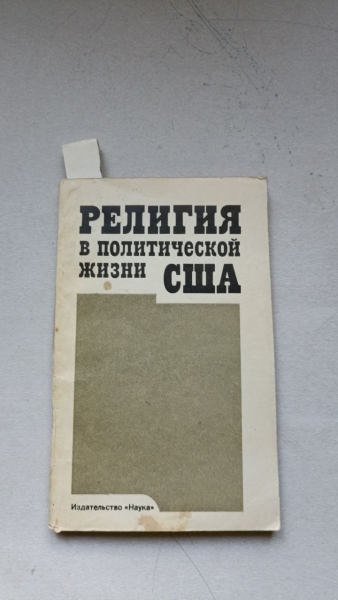 РЕЛИГИЯ
В ПОЛИТИЧЕСКОЙ
ЖИЗНИ США
Издательство «Наука»